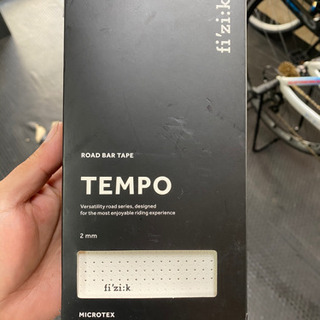 fi'zi:k
ROAD BAR TAPE
TEMPO
Versatility road series, designed
for the most enjoyable riding experience
2 mm
fi'zi:k
MICROTEX